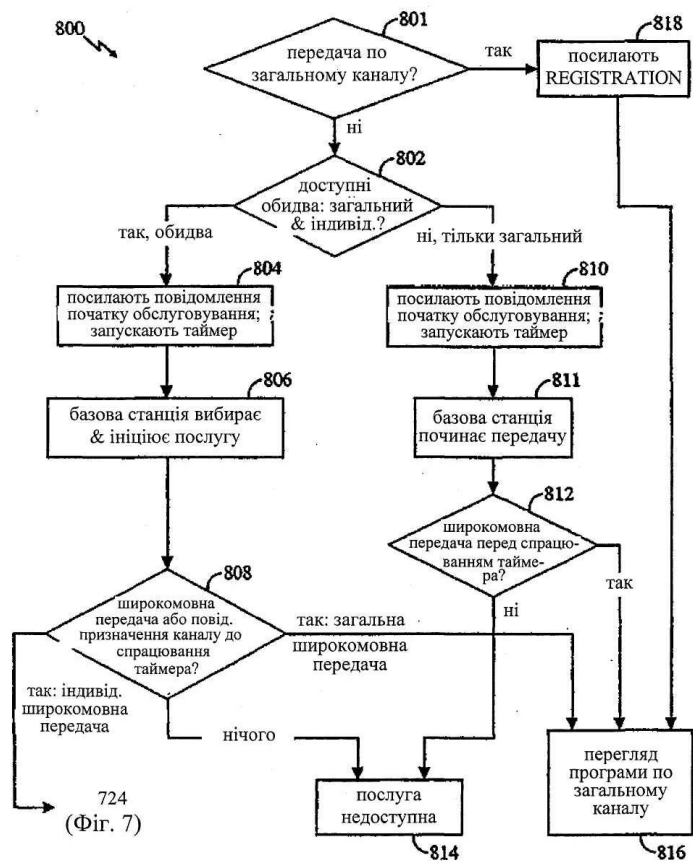 800
801
передача по
загальному каналу?
так
818
посилають
REGISTRATION
ні
802
доступні
обидва: загальний
& індивід.?
так, обидва
ні, тільки загальний
804
посилають повідомлення
початку обслуговування;
запускають таймер
810
посилають повідомлення
початку обслуговування;
запускають таймер
806
базова станція вибирає
& ініціює послугу
811
базова станція
починає передачу
812
широкомовна
передача перед спрацю-
ванням тайме-
ра?
так
ні
808
широкомовна
передача або повід.
призначення каналу до
спрацювання
таймера?
так: загальна
широкомовна
передача
так: індивід.
широкомовна
передача
нічого
724
(Фіг. 7)
послуга
недоступна
814
перегляд
програми по
загальному
каналу
816